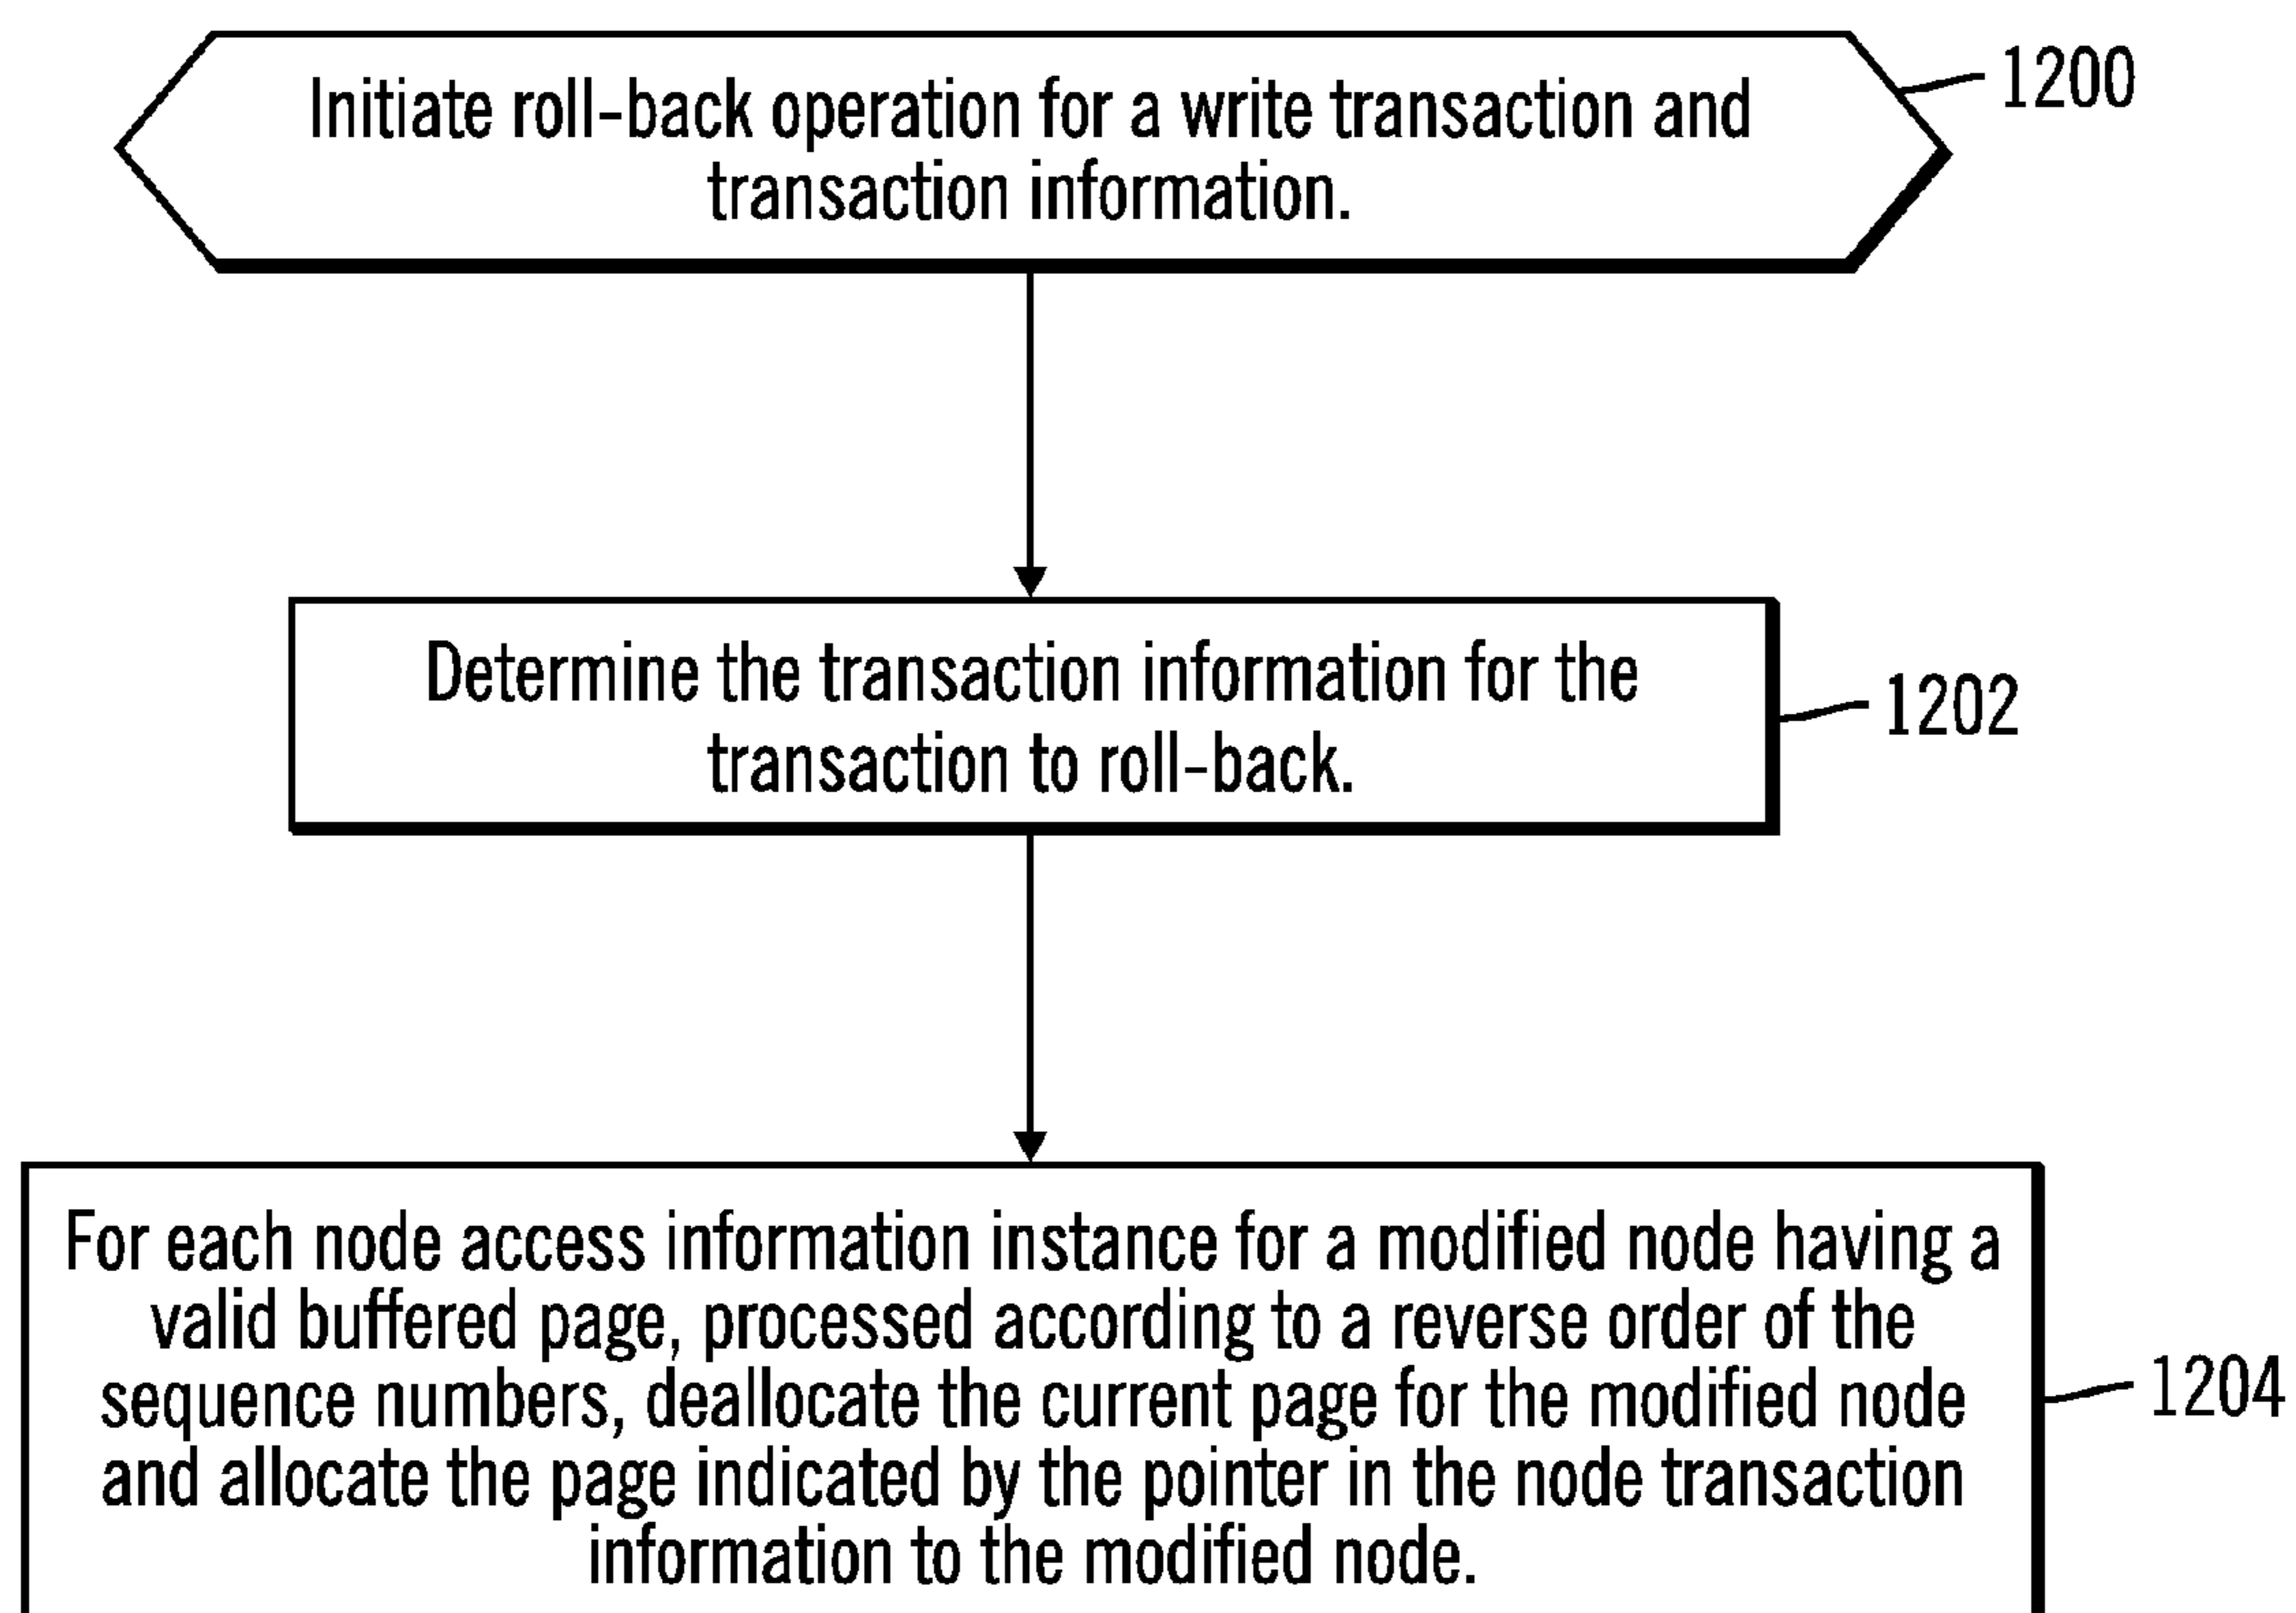 Initiate roll-back operation for a write transaction and
transaction information.
1200
Determine the transaction information for the
transaction to roll-back.
1202
For each node access information instance for a modified node having a
valid buffered page, processed according to a reverse order of the
sequence numbers, deallocate the current page for the modified node
and allocate the page indicated by the pointer in the node transaction
information to the modified node.
1204